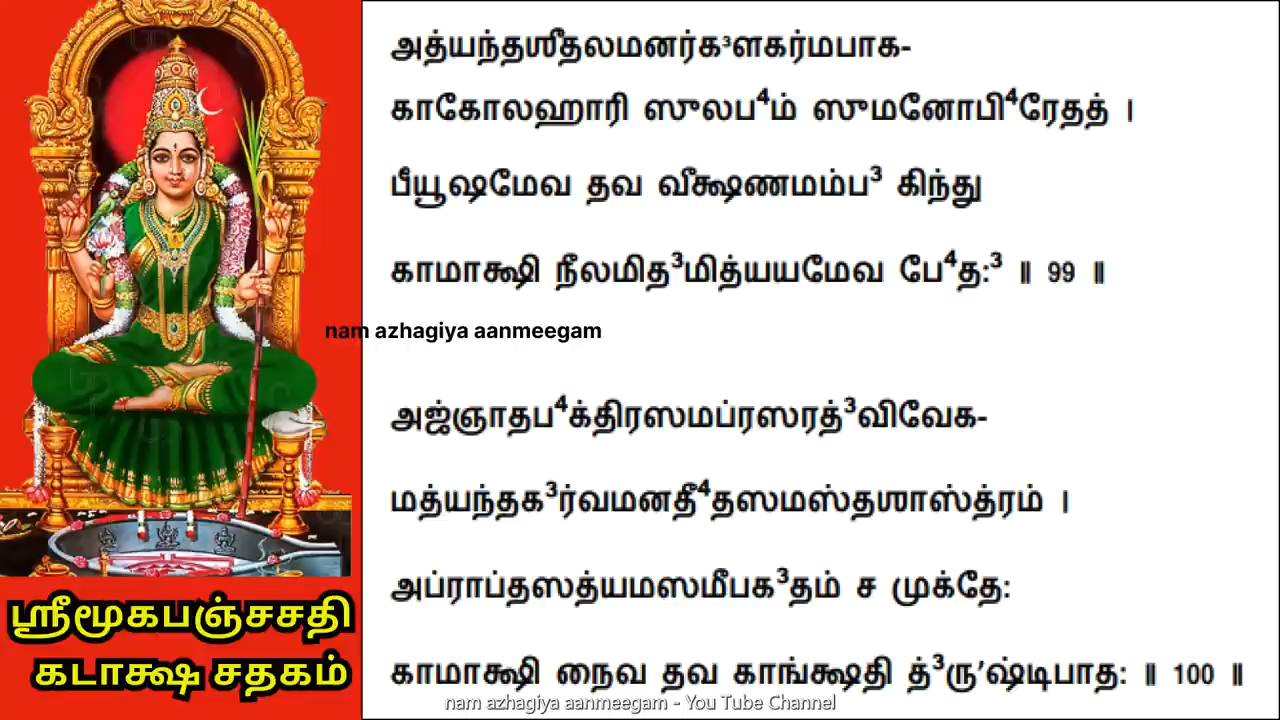 அத்யந்தஶீதலமனர்க³ளகர்மபாக-
காகோலஹாரி ஸுலப⁴ம் ஸுமனோபி⁴ரேதத் ।
பீயூஷமேவ தவ வீக்ஷணமம்ப³ கிந்து
காமாக்ஷி நீலமித³மித்யயமேவ பே⁴த:³ ॥ 99 ॥
nam azhagiya aanmeegam
அஜ்ஞாதப⁴க்திரஸமப்ரஸரத்³விவேக-
மத்யந்தக³ர்வமனதீ⁴தஸமஸ்தஶாஸ்த்ரம் ।
அப்ராப்தஸத்யமஸமீபக³தம் ச முக்தே:
காமாக்ஷி நைவ தவ காங்க்ஷதி த்³ரு’ஷ்டிபாத: ॥ 100 ॥
ஸ்ரீமூகபஞ்சசதி
கடாக்ஷ சதகம்
nam azhagiya aanmeegam - You Tube Channel